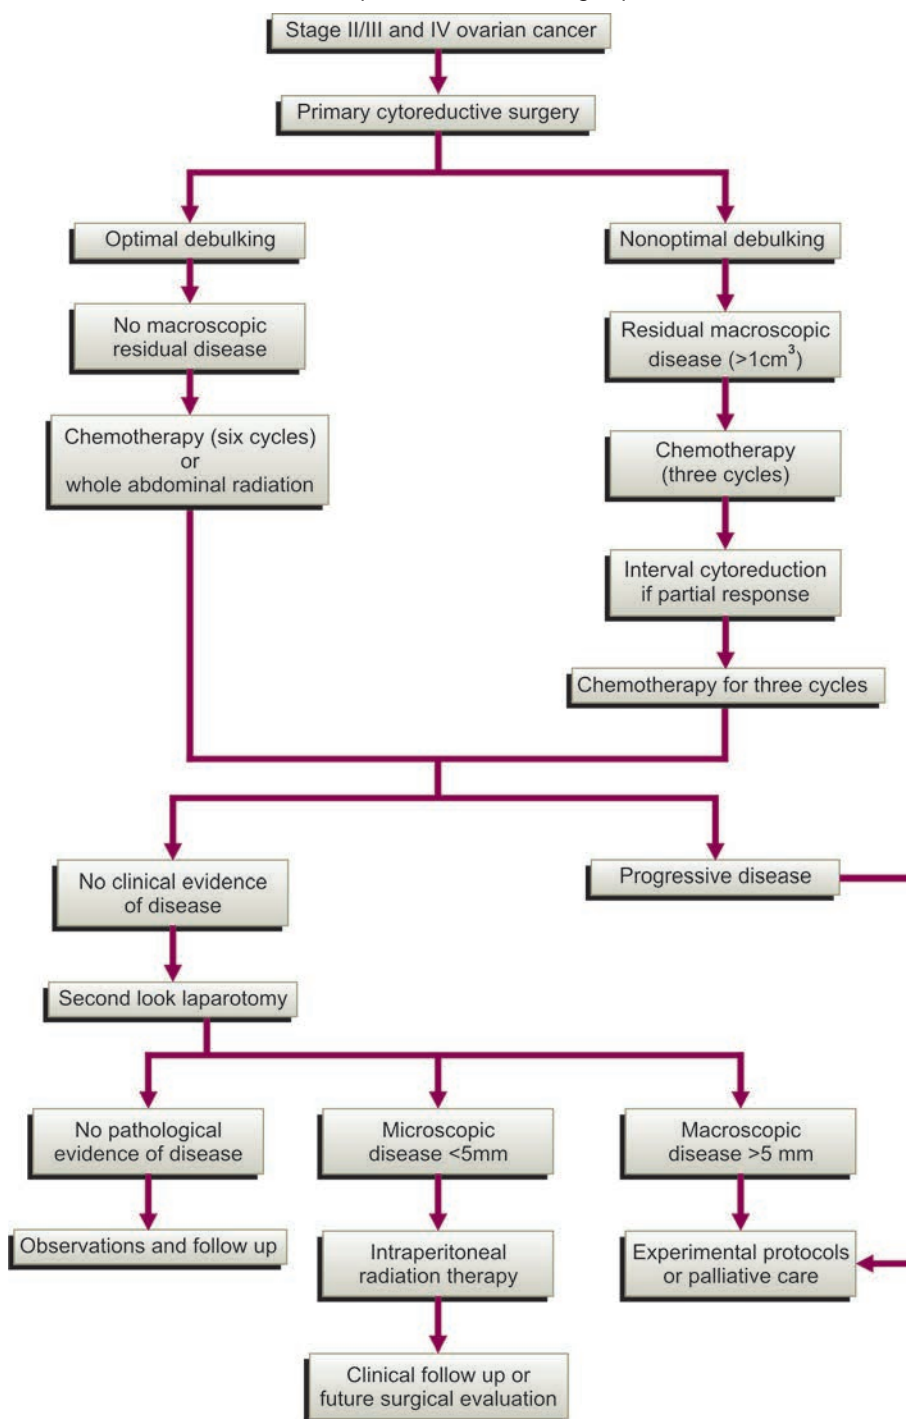 Stage II/III and IV ovarian cancer
Primary cytoreductive surgery
Optimal debulking
Nonoptimal debulking
No macroscopic
residual disease
Residual macroscopic
disease (>1cm³)
Chemotherapy (six cycles)
or
whole abdominal radiation
Chemotherapy
(three cycles)
Interval cytoreduction
if partial response
Chemotherapy for three cycles
No clinical evidence
of disease
Progressive disease
Second look laparotomy
No pathological
evidence of disease
Microscopic
disease <5mm
Macroscopic
disease >5 mm
Observations and follow up
Intraperitoneal
radiation therapy
Experimental protocols
or palliative care
Clinical follow up or
future surgical evaluation